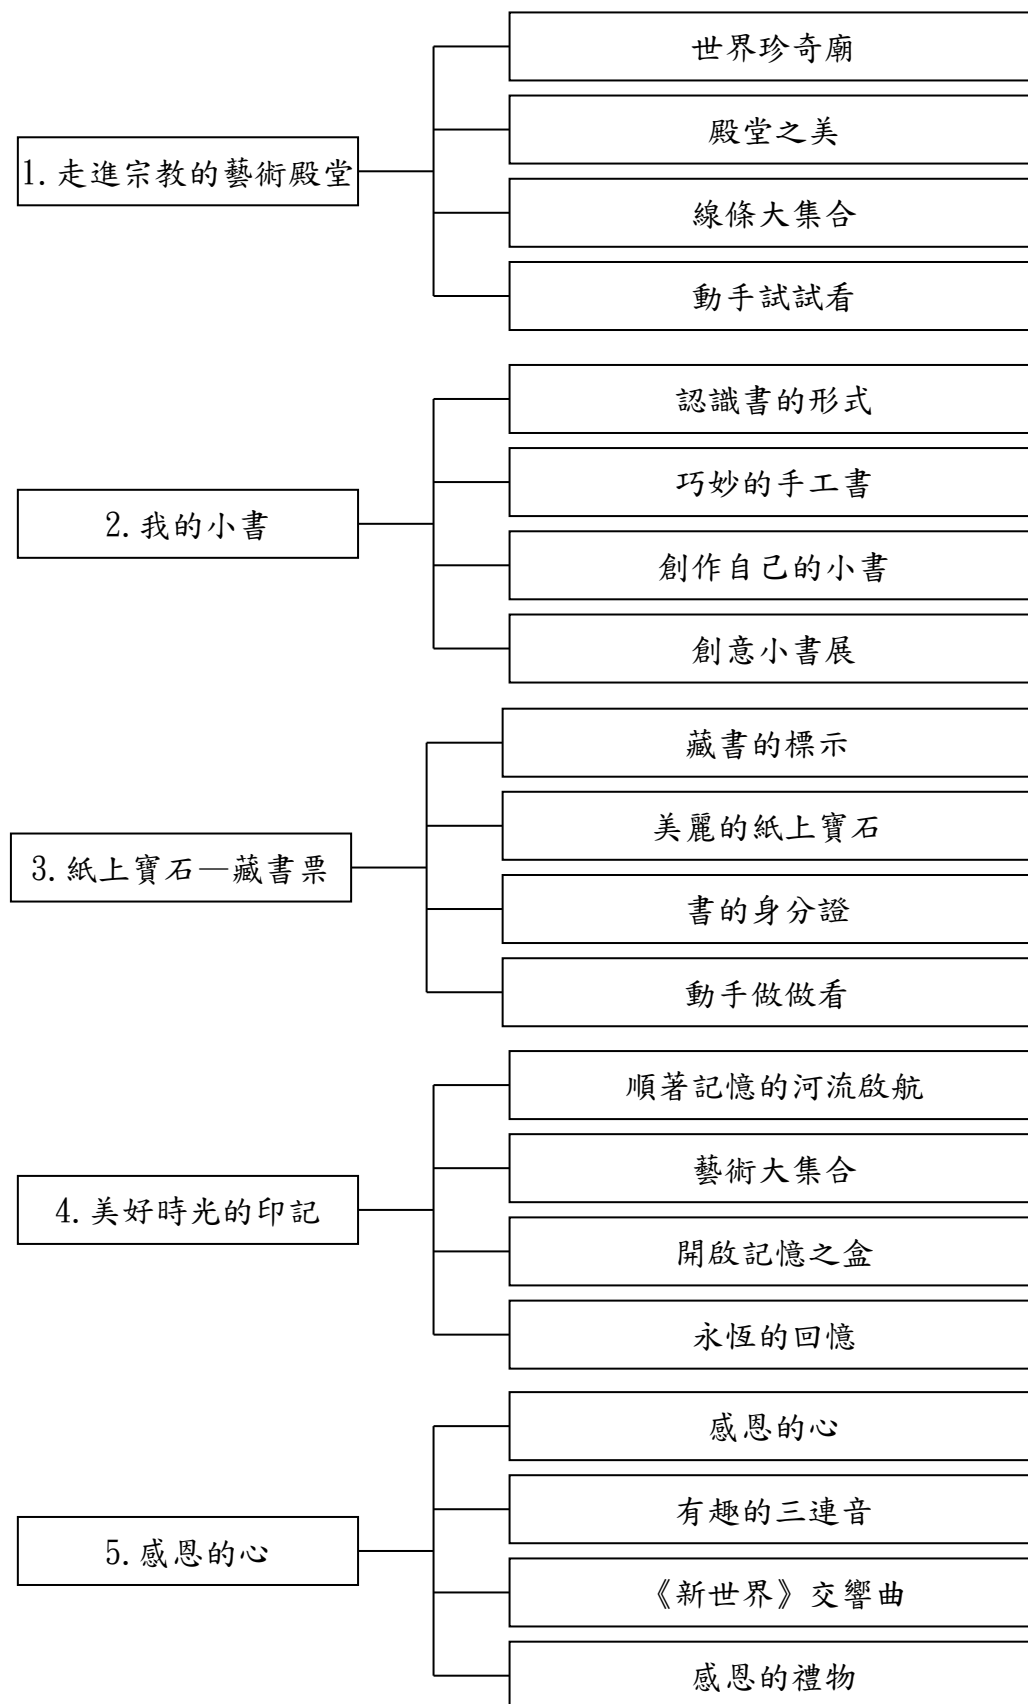 1.走進宗教的藝術殿堂
世界珍奇廟
殿堂之美
線條大集合
動手試試看
2.我的小書
認識書的形式
巧妙的手工書
創作自己的小書
創意小書展
3.紙上寶石—藏書票
藏書的標示
美麗的紙上寶石
書的身分證
動手做做看
4.美好時光的印記
順著記憶的河流啟航
藝術大集合
開啟記憶之盒
永恆的回憶
5.感恩的心
感恩的心
有趣的三連音
《新世界》交響曲
感恩的禮物